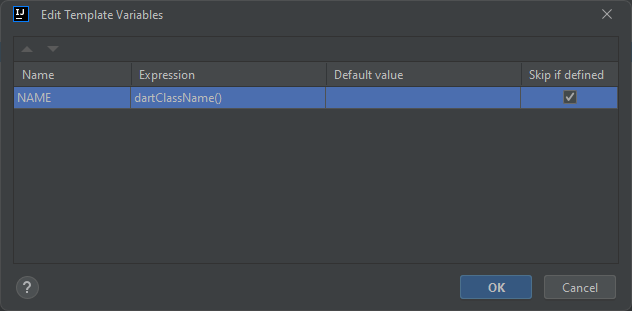 IJ Edit Template Variables
Name Expression Default value Skip if defined
NAME dartClassName()
? OK Cancel